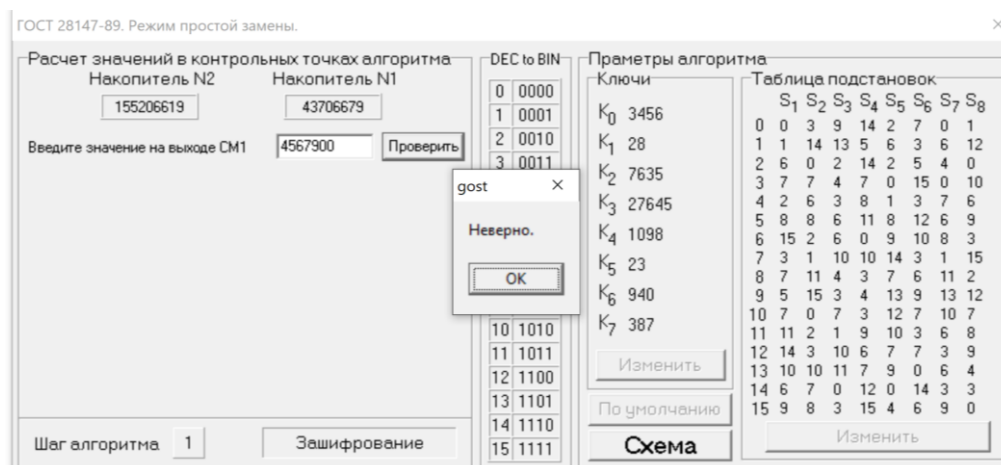 ГОСТ 28147-89. Режим простой замены.
Расчет значений в контрольных точках алгоритма
Накопитель N2 Накопитель N1
155206619 43706679
Введите значение на выходе СМ1 4567900 Проверить
Шаг алгоритма 1 Зашифрование
DEC to BIN
0 0000
1 0001
2 0010
3 0011
10 1010
11 1011
12 1100
13 1101
14 1110
15 1111
gost
Неверно.
OK
Праметры алгоритма
Ключи
K0 3456
K1 28
K2 7635
K3 27645
K4 1098
K5 23
K6 940
K7 387
Изменить
По умолчанию
Схема
Таблица подстановок
S1 S2 S3 S4 S5 S6 S7 S8
0 0 3 9 14 2 7 0 1
1 1 14 13 5 6 3 6 12
2 6 0 2 14 2 5 4 0
3 7 7 4 7 0 15 0 10
4 2 6 3 8 1 3 7 6
5 8 8 6 11 8 12 6 9
6 15 2 6 0 9 10 8 3
7 3 1 10 10 14 3 1 15
8 7 11 4 3 7 6 11 2
9 5 15 3 4 13 9 13 12
10 7 0 7 3 12 7 10 7
11 11 2 1 9 10 3 6 8
12 14 3 10 6 7 7 3 9
13 10 10 11 7 9 0 6 4
14 6 7 0 12 0 14 3 3
15 9 8 3 15 4 6 9 0
Изменить